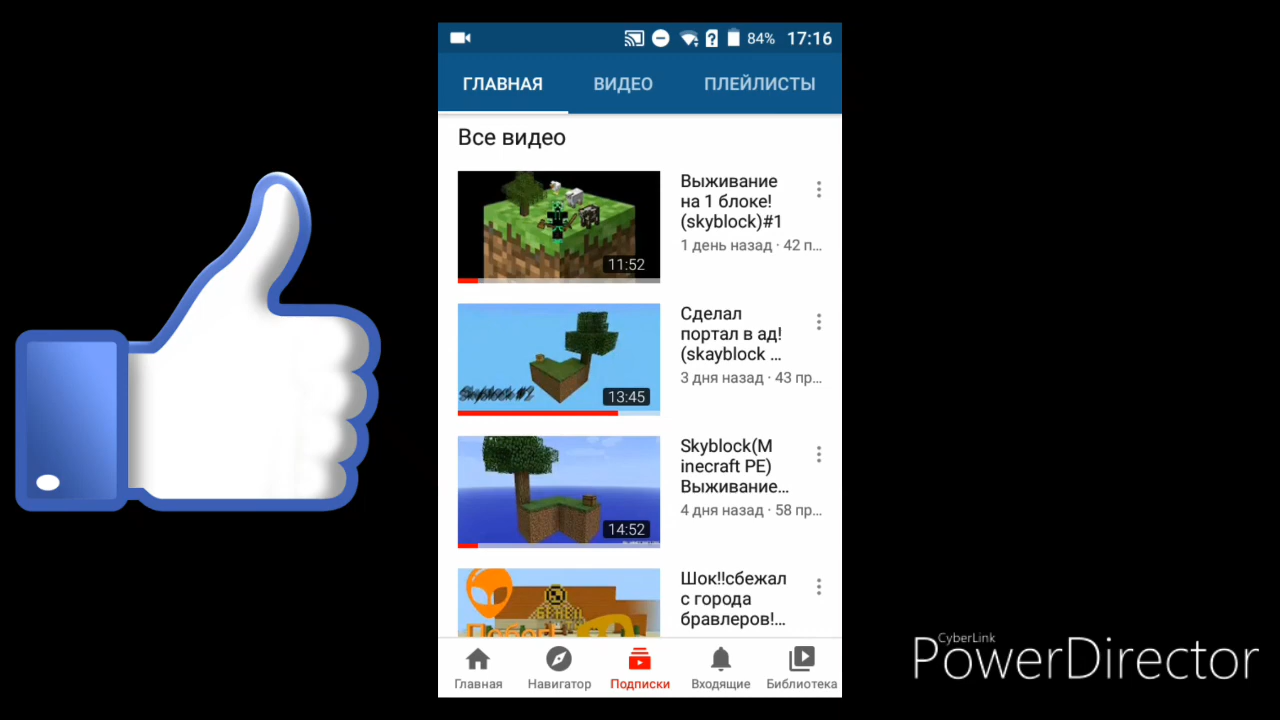 84% 17:16
ГЛАВНАЯ ВИДЕО ПЛЕЙЛИСТЫ
Все видео
Выживание
на 1 блоке!
(skyblock)#1
1 день назад · 42 п...
11:52
Сделал
портал в ад!
(skayblock ...
3 дня назад · 43 пр...
Skyblock #2
13:45
Skyblock(M
inecraft PE)
Выживание...
4 дня назад · 58 пр...
14:52
Шок!!сбежал
с города
бравлеров!...
Главная Навигатор Подписки Входящие Библиотека
CyberLink
PowerDirector